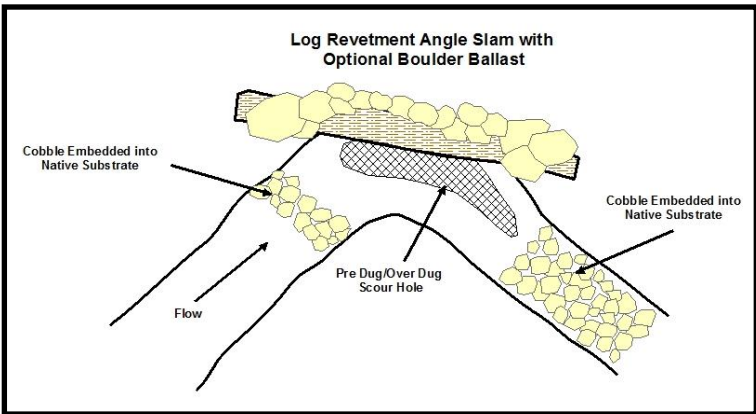 Log Revetment Angle Slam with
Optional Boulder Ballast
Cobble Embedded into
Native Substrate
Cobble Embedded into
Native Substrate
Pre Dug/Over Dug
Scour Hole
Flow